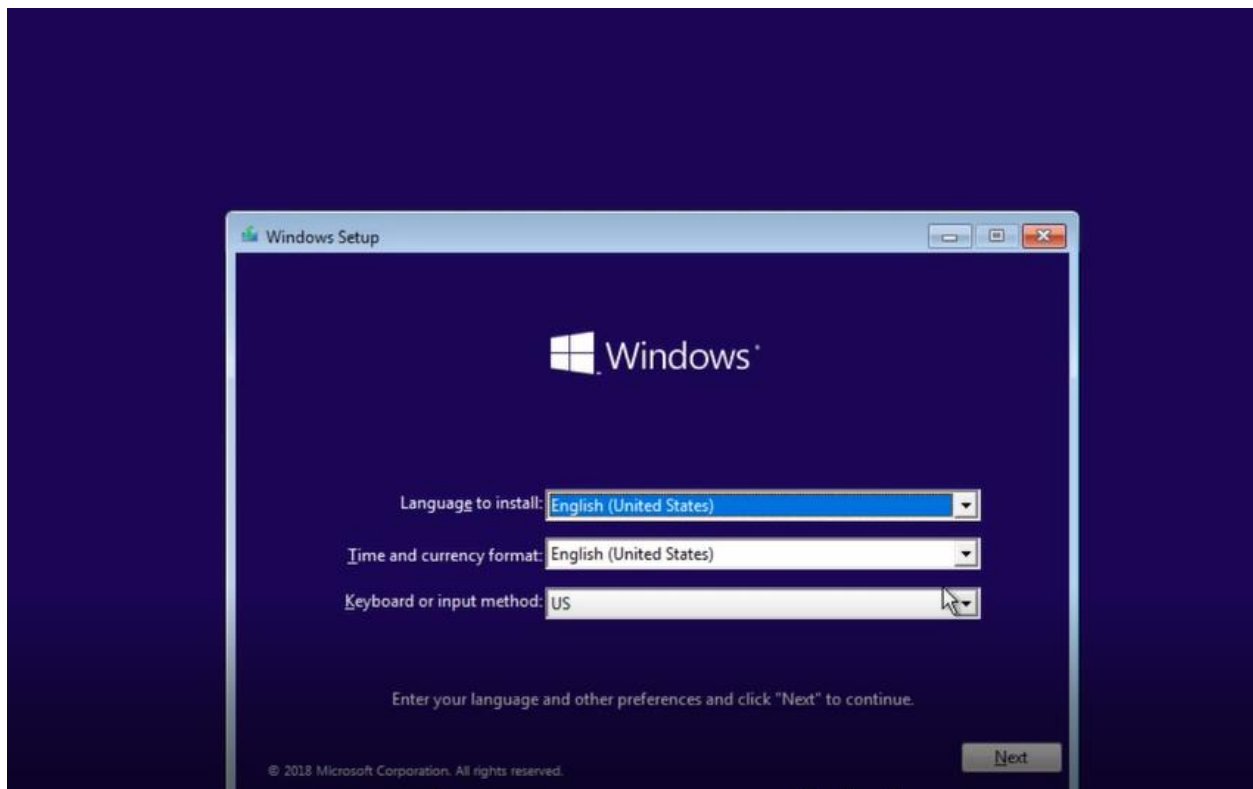 Windows Setup
Windows
Language to install: English (United States)
Time and currency format: English (United States)
Keyboard or input method: US
Enter your language and other preferences and click "Next" to continue.
Next
© 2018 Microsoft Corporation. All rights reserved.